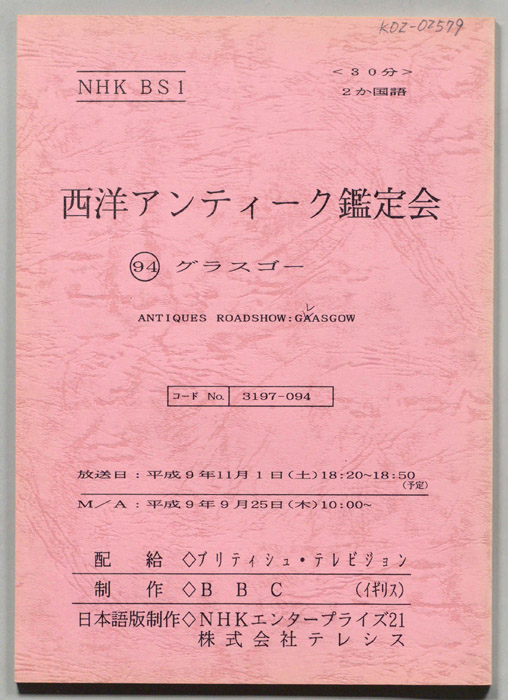 KDZ-02579
NHK BS1
<30分>
2か国語
西洋アンティーク鑑定会
94 グラスゴー
レ
ANTIQUES ROADSHOW:GAASGOW
コード No. 3197-094
放送日:平成9年11月1日(土)18:20~18:50
(予定)
M/A:平成9年9月25日(木)10:00~
配 給◇ブリティシュ・テレビジョン
制 作◇BBC (イギリス)
日本語版制作◇NHKエンタープライズ21
株式会社テレシス